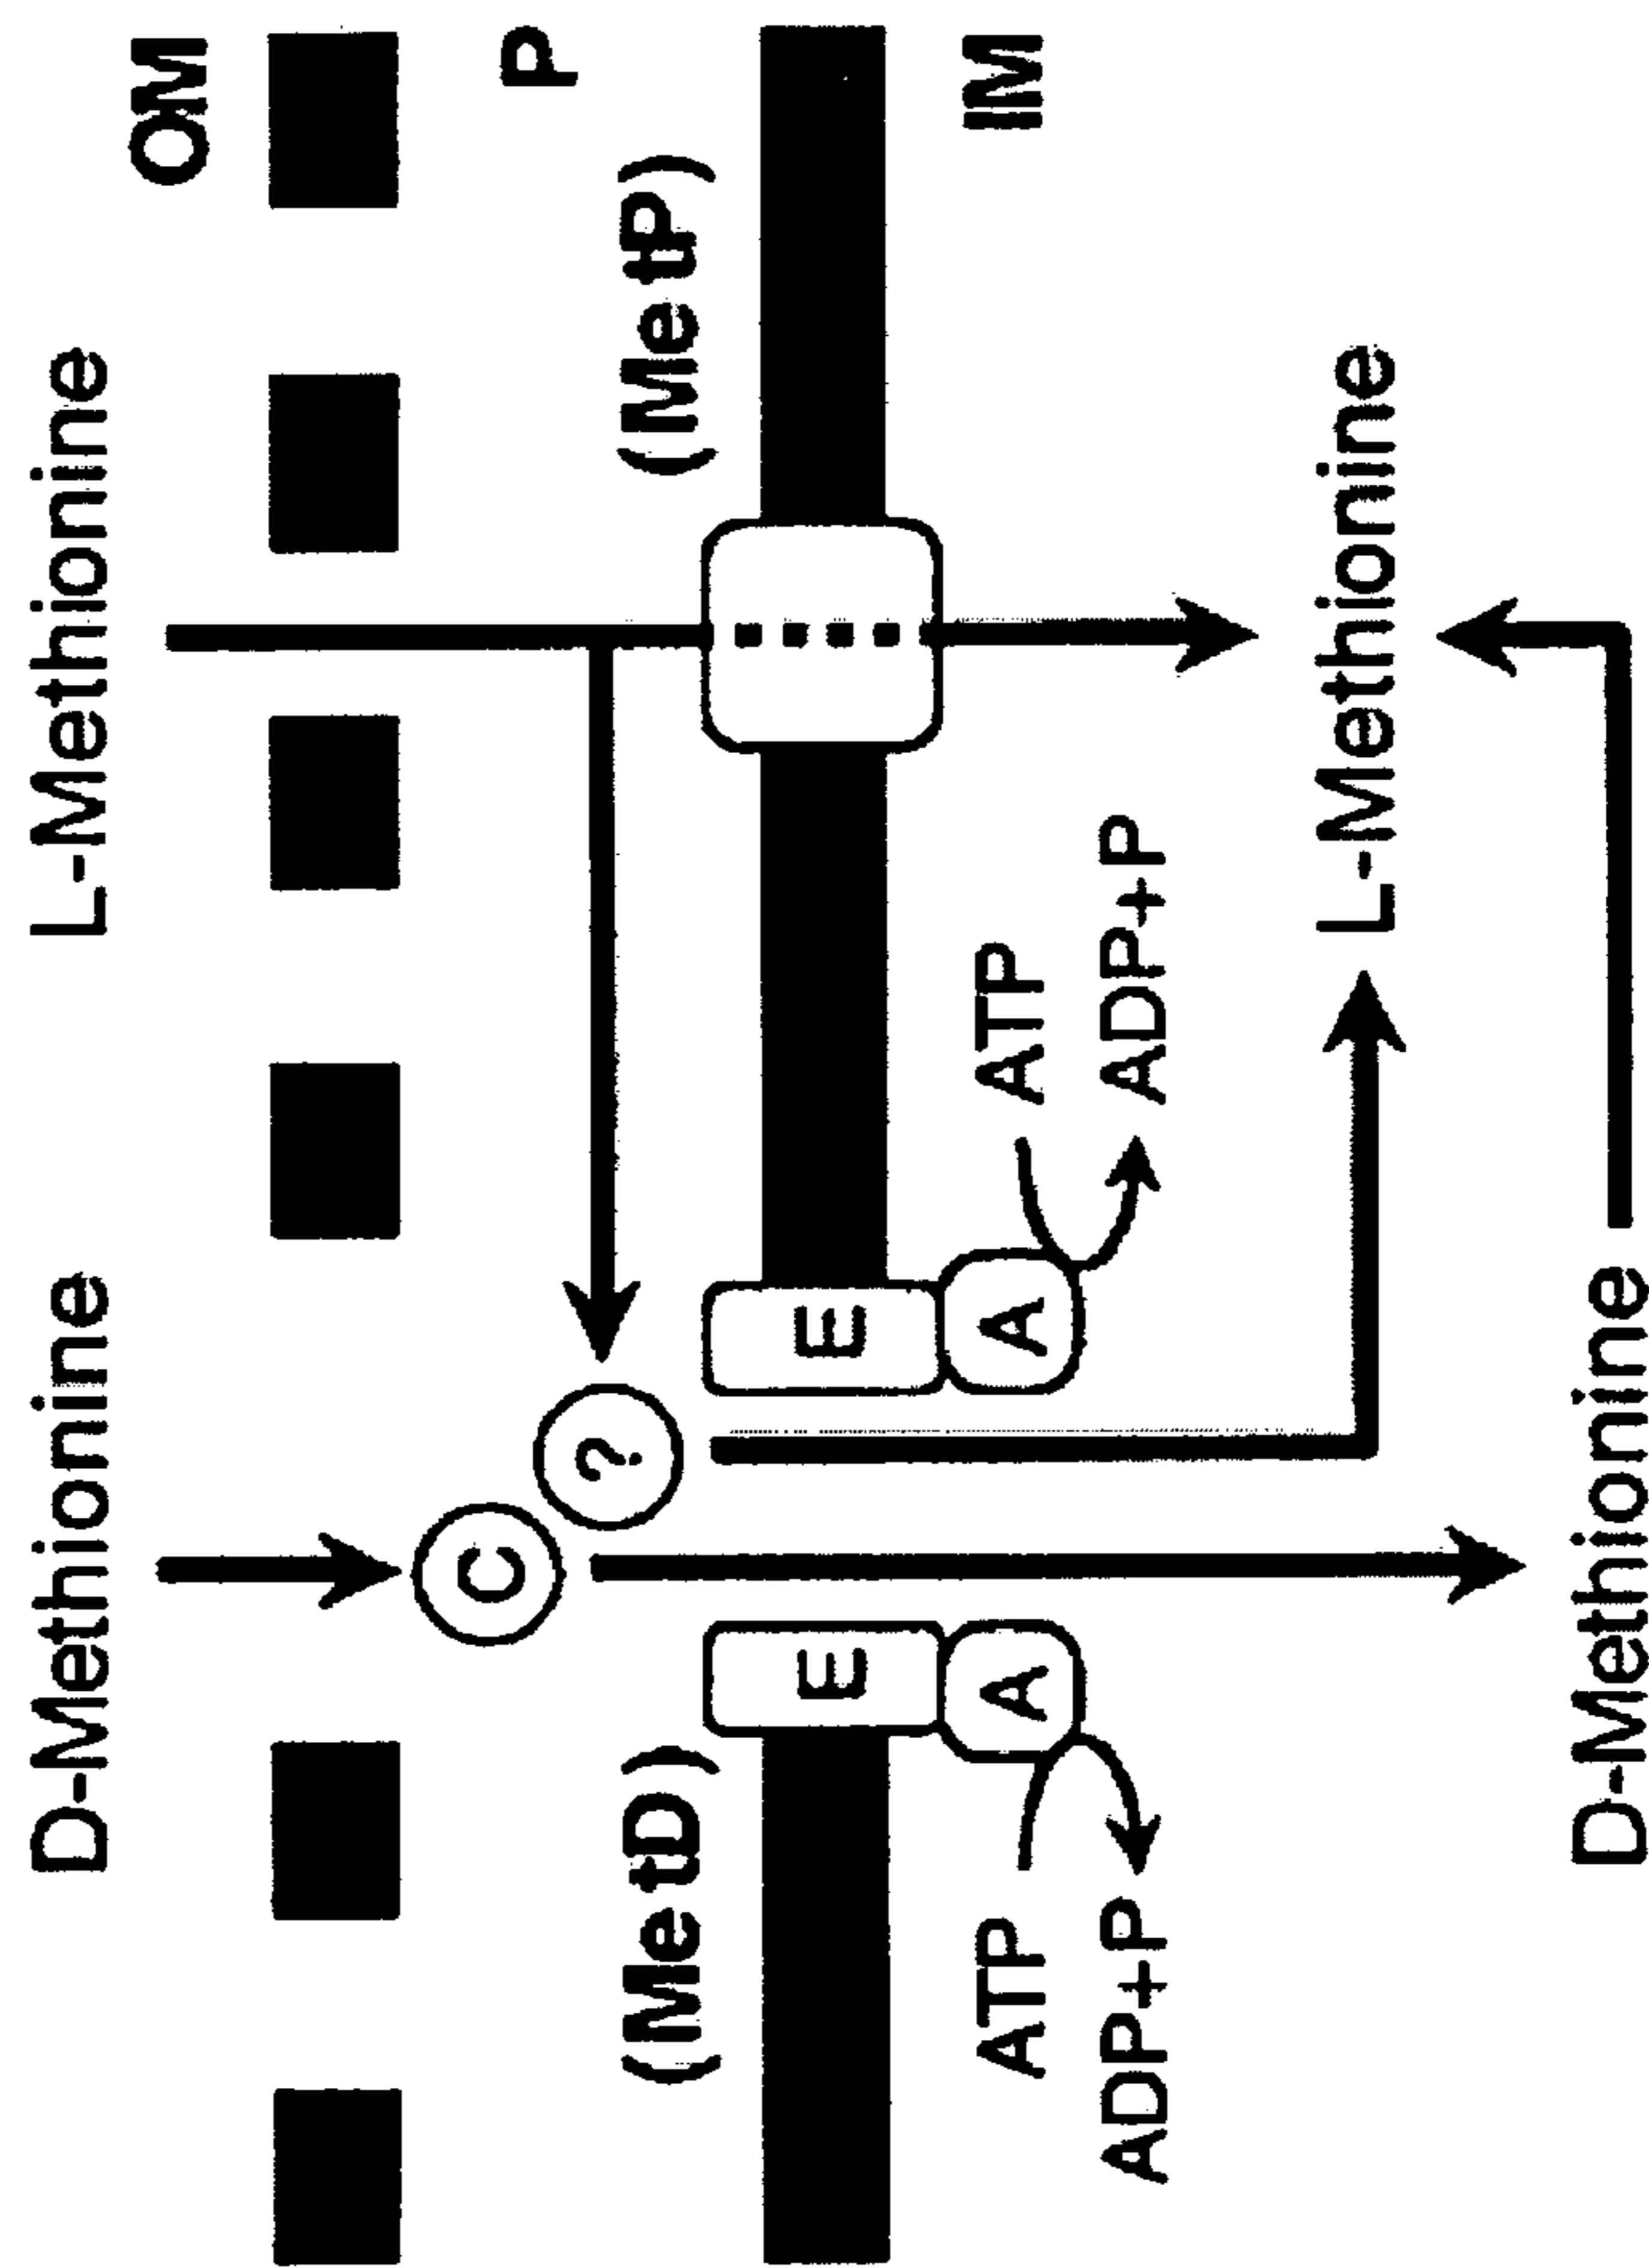 D-Methionine
L-Methionine
OM
C
P
?
(MetD)
(MetP)
E
E
A
A
IM
ATP
ATP
ADP+P
ADP+P
L-Methionine
D-Methionine